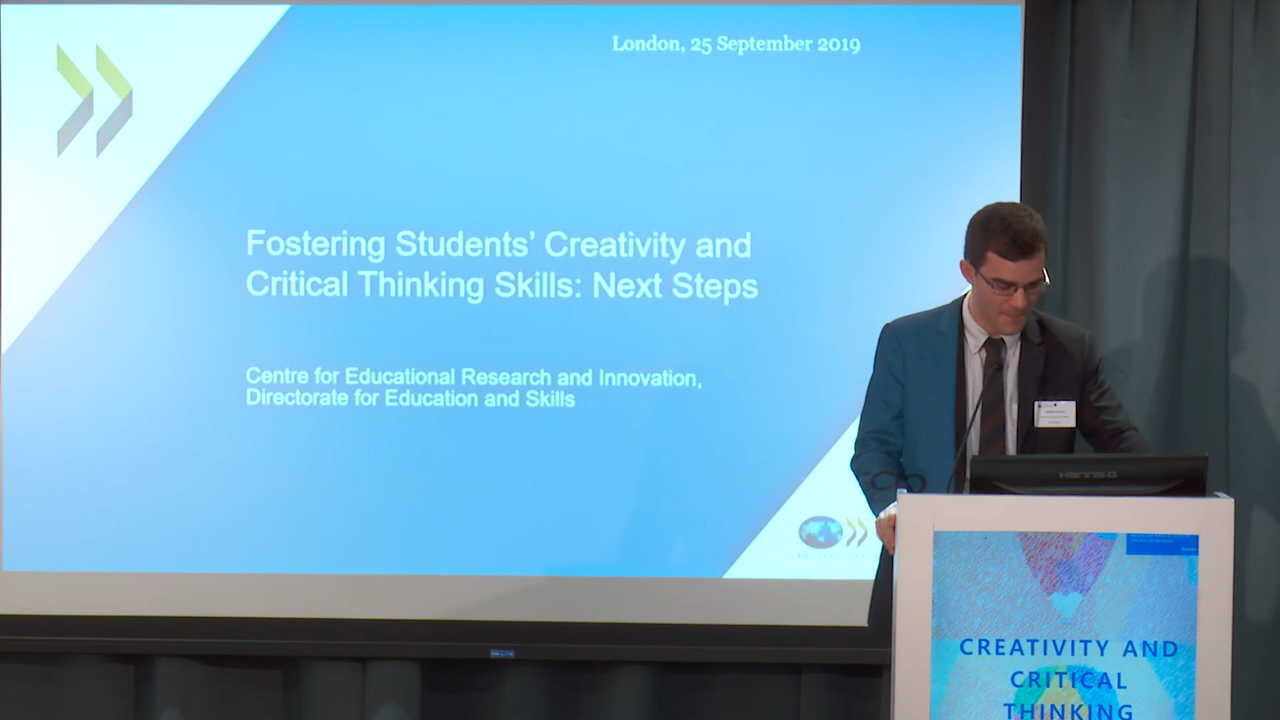 London, 25 September 2019
Fostering Students’ Creativity and
Critical Thinking Skills: Next Steps
Centre for Educational Research and Innovation,
Directorate for Education and Skills
HANNS.G
CREATIVITY AND
CRITICAL
THINKING